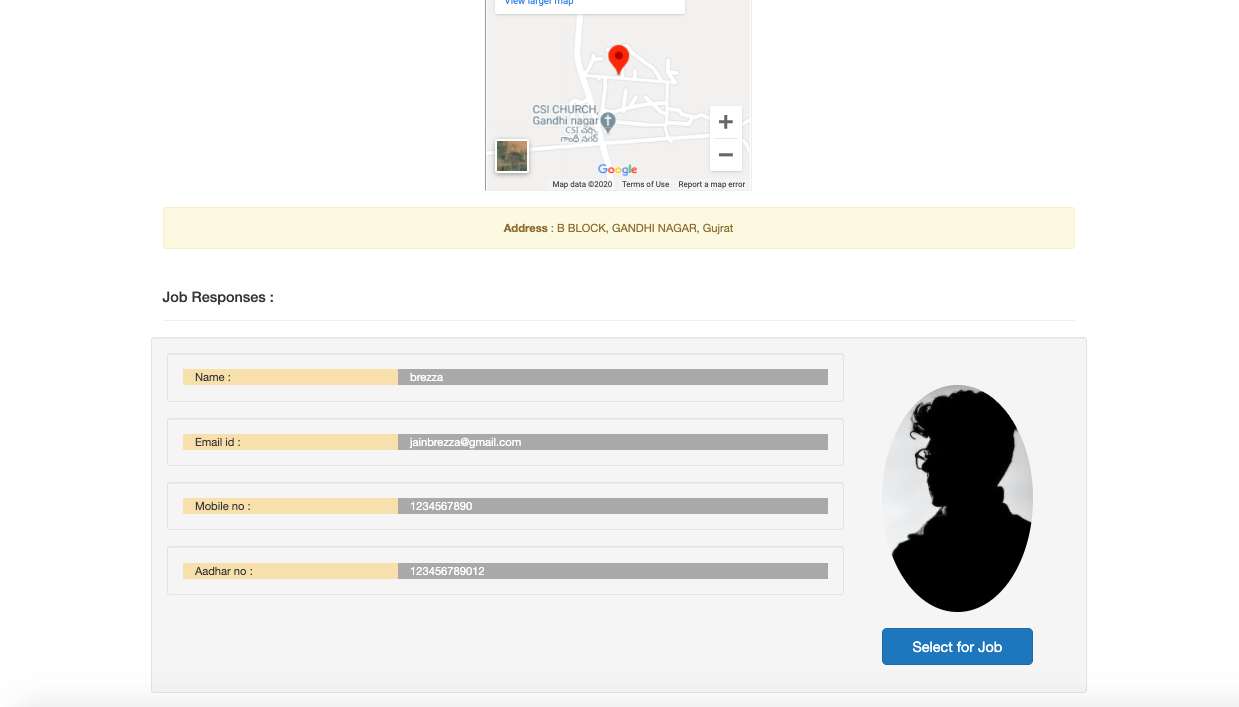 View larger map
CSI CHURCH,
Gandhi nagar
CSI చర్చి,
గాంధీ నగర్
Google
Map data ©2020 Terms of Use Report a map error
Address : B BLOCK, GANDHI NAGAR, Gujrat
Job Responses :
Name : brezza
Email id : jainbrezza@gmail.com
Mobile no : 1234567890
Aadhar no : 123456789012
Select for Job